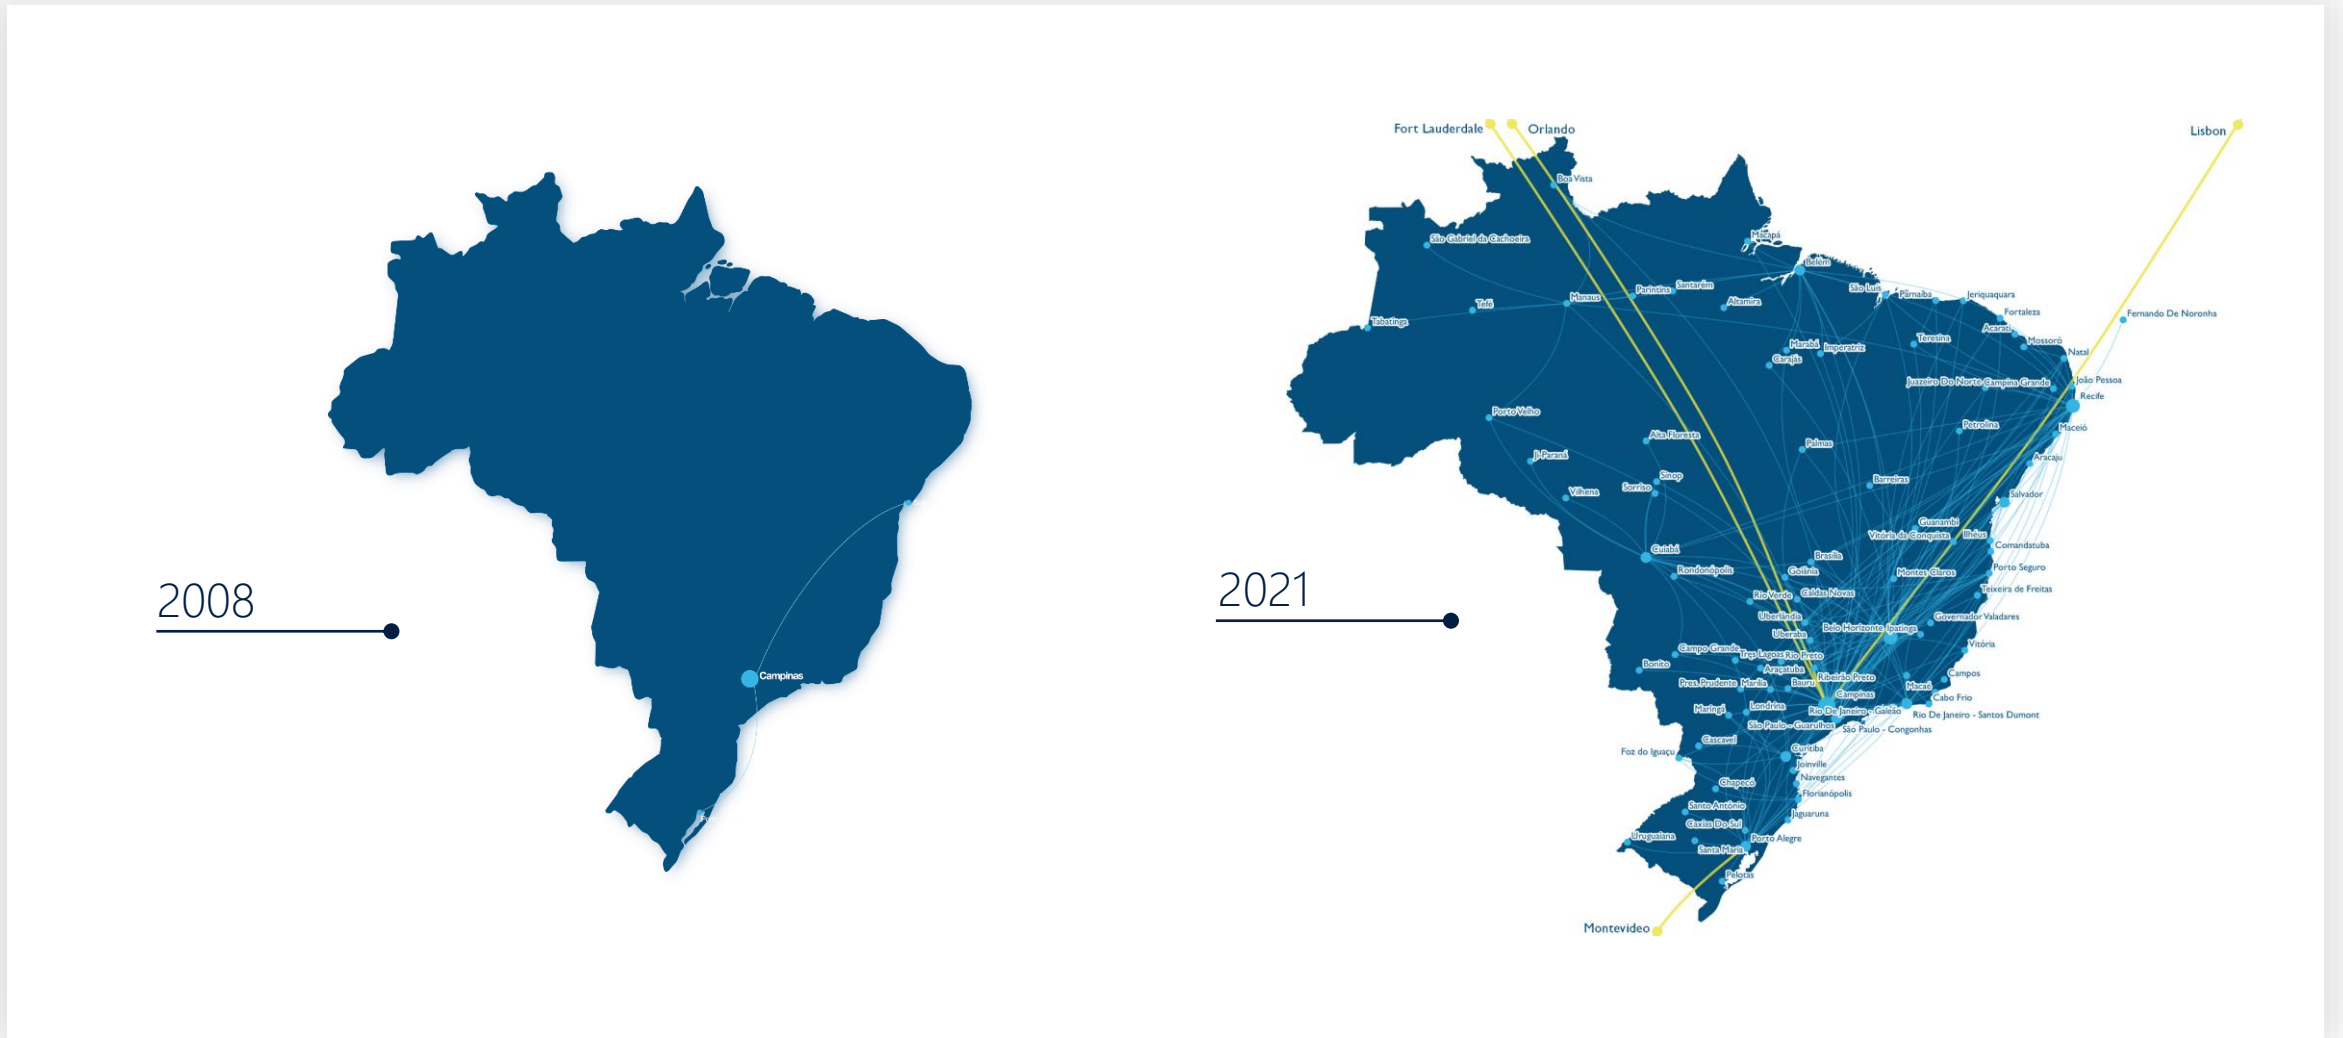 2008
Campinas
2021
Fort Lauderdale
Orlando
Lisbon
Boa Vista
São Gabriel da Cachoeira
Macapá
Belém
Tefé
Manaus
Parintins
Santarém
Altamira
São Luís
Parnaíba
Jeriquaquara
Fortaleza
Fernando De Noronha
Tabatinga
Acarati
Mossoró
Teresina
Marabá
Imperatriz
Carajás
Natal
Juazeiro Do Norte
Campina Grande
João Pessoa
Recife
Porto Velho
Petrolina
Maceió
Alta Floresta
Palmas
Ji-Paraná
Aracaju
Sinop
Sorriso
Barreiras
Vilhena
Salvador
Guanambi
Vitória da Conquista
Ilhéus
Comandatuba
Cuiabá
Brasília
Rondonópolis
Goiânia
Montes Claros
Porto Seguro
Rio Verde
Caldas Novas
Teixeira de Freitas
Uberlândia
Governador Valadares
Belo Horizonte
Ipatinga
Uberaba
Vitória
Campo Grande
Três Lagoas
Rio Preto
Bonito
Araçatuba
Ribeirão Preto
Campos
Pres. Prudente
Marília
Bauru
Macaé
Campinas
Cabo Frio
Maringá
Londrina
Rio De Janeiro - Galeão
Rio De Janeiro - Santos Dumont
São Paulo - Guarulhos
São Paulo - Congonhas
Cascavel
Foz do Iguaçu
Curitiba
Joinville
Chapecó
Navegantes
Florianópolis
Santo Antônio
Jaguaruna
Caxias Do Sul
Uruguaiana
Santa Maria
Porto Alegre
Pelotas
Montevideo